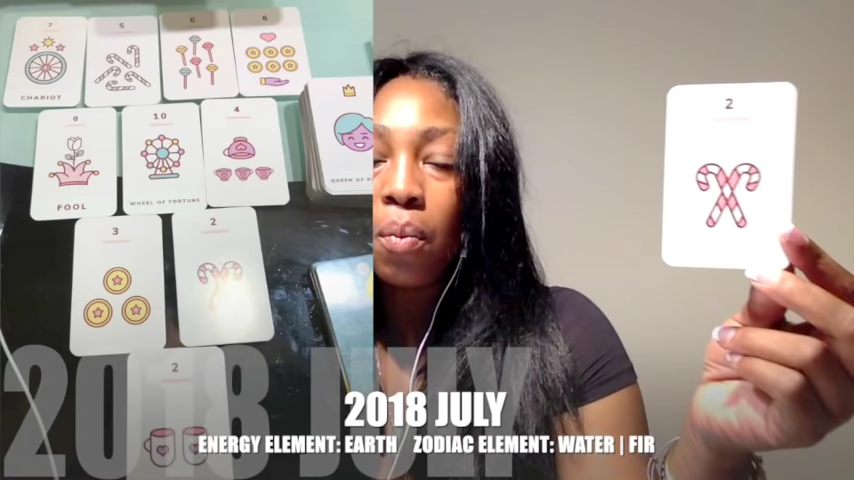 7
CHARIOT
5
6
6
0
FOOL
10
WHEEL OF FORTUNE
4
QUEEN OF
3
2
2
2
2018 JULY
2018 JULY
ENERGY ELEMENT: EARTH ZODIAC ELEMENT: WATER | FIR